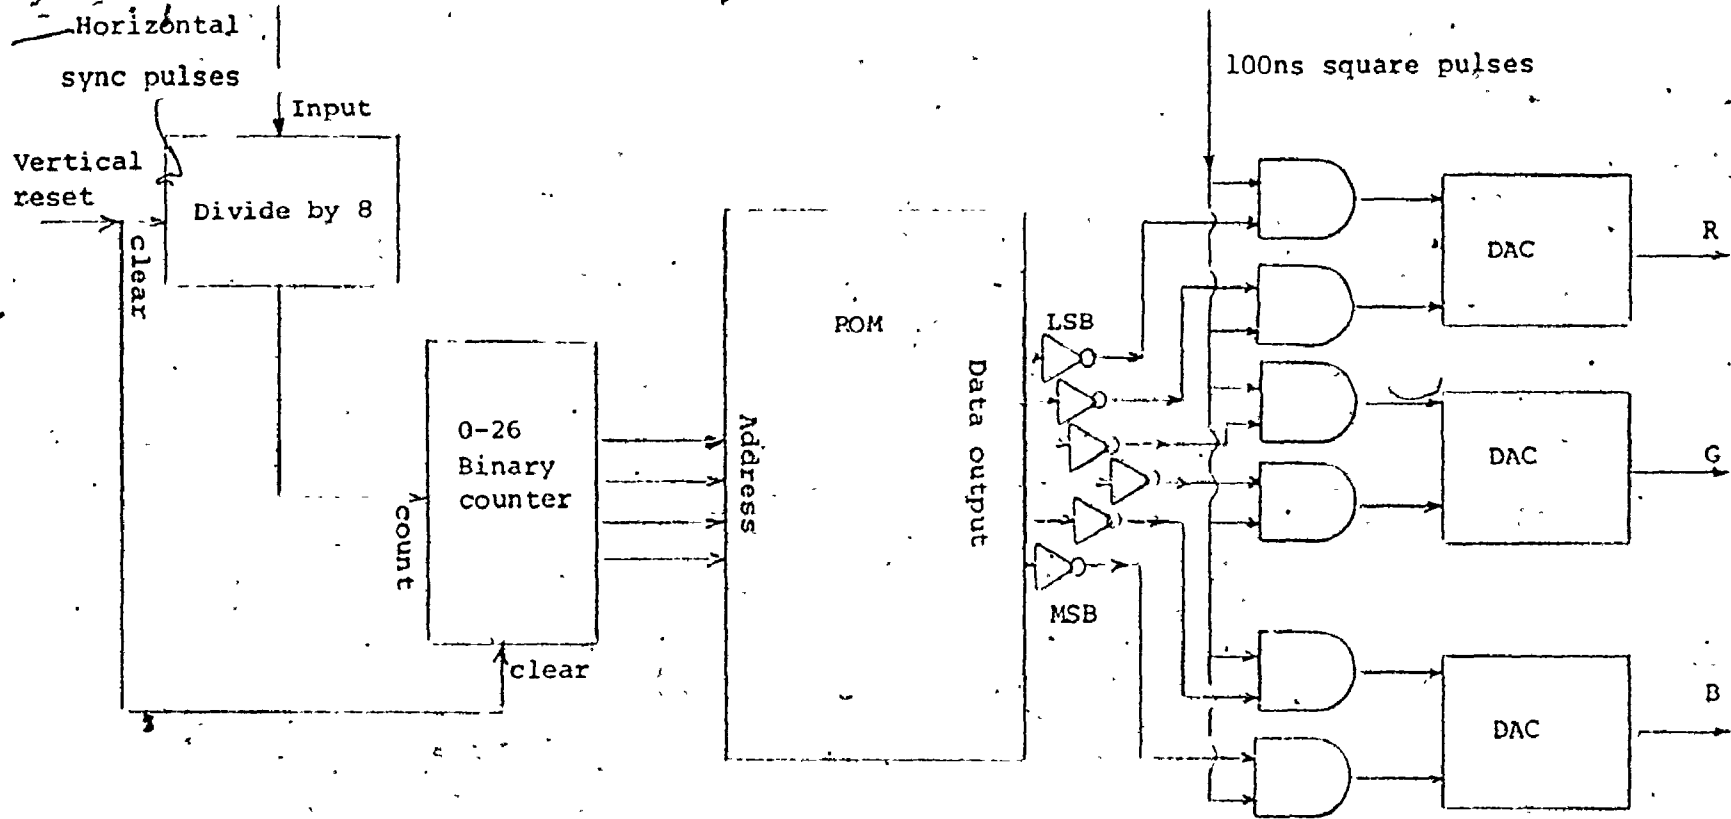 Horizontal
sync pulses
Input
Vertical
reset
Divide by 8
clear
0-26
Binary
counter
count
clear
Address
ROM
Data output
LSB
MSB
100ns square pulses
DAC
R
DAC
G
DAC
B